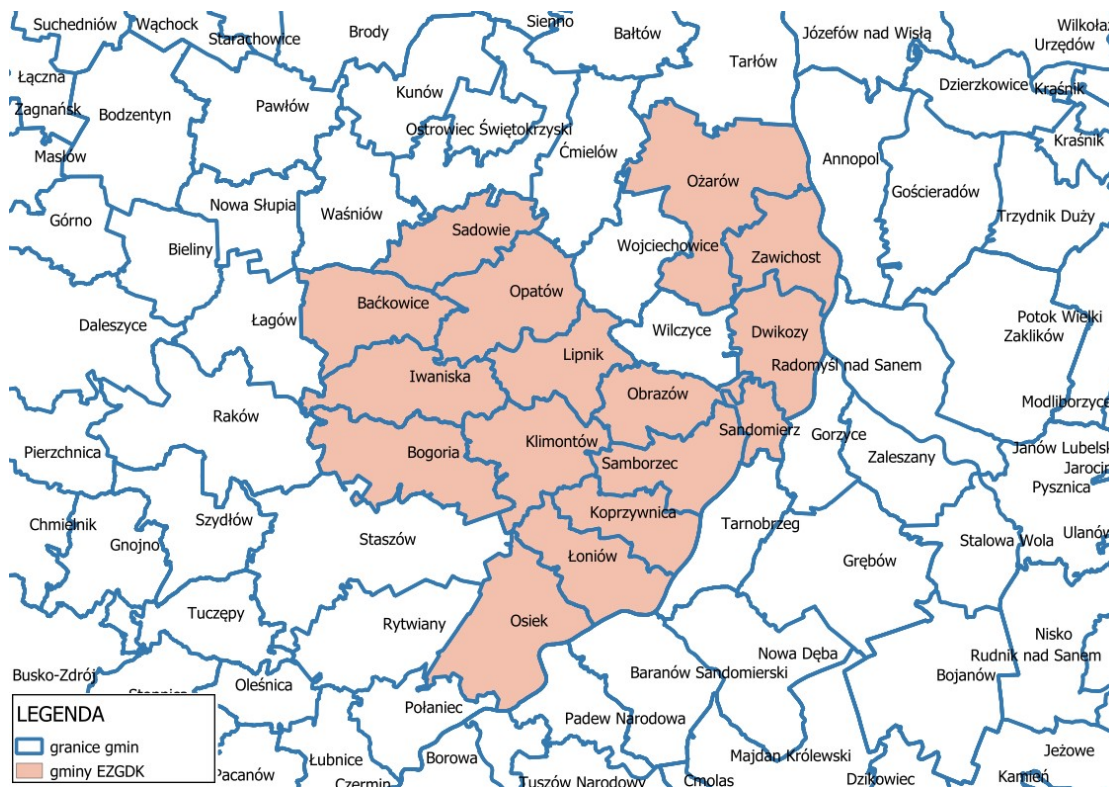 Suchedniów
Wąchock
Starachowice
Brody
Sienno
Bałtów
Tarłów
Józefów nad Wisłą
Wilkołaz
Urzędów
Łączna
Zagnańsk
Bodzentyn
Pawłów
Kunów
Ostrowiec Świętokrzyski
Ćmielów
Dzierzkowice
Kraśnik
Kraśnik
Masłów
Annopol
Gościeradów
Ożarów
Górno
Nowa Słupia
Waśniów
Trzydnik Duży
Bieliny
Sadowie
Wojciechowice
Zawichost
Daleszyce
Łagów
Baćkowice
Opatów
Wilczyce
Dwikozy
Potok Wielki
Zaklików
Lipnik
Radomyśl nad Sanem
Iwaniska
Obrazów
Modliborzyce
Raków
Sandomierz
Gorzyce
Pierzchnica
Bogoria
Klimontów
Samborzec
Zaleszany
Janów Lubelsk
Jarocin
Pysznica
Chmielnik
Szydłów
Gnojno
Koprzywnica
Tarnobrzeg
Staszów
Stalowa Wola
Ulanów
Łoniów
Grębów
Tuczępy
Rytwiany
Osiek
Nisko
Nowa Dęba
Rudnik nad Sanem
Busko-Zdrój
Oleśnica
Baranów Sandomierski
Bojanów
Połaniec
Padew Narodowa
LEGENDA
granice gmin
gminy EZGDK
Pacanów
Łubnice
Borowa
Majdan Królewski
Jeżowe
Czermin
Tuszów Narodowy
Cmolas
Dzikowiec
Kamień